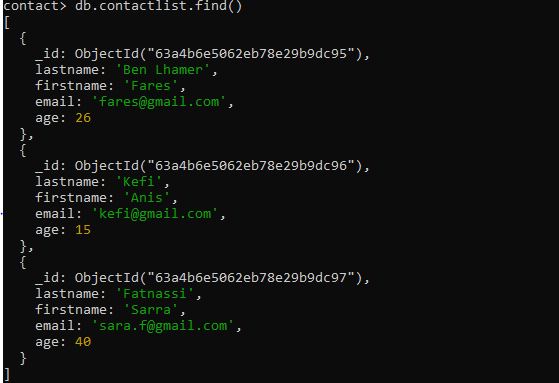 contact> db.contactlist.find()
[
  {
    _id: ObjectId("63a4b6e5062eb78e29b9dc95"),
    lastname: 'Ben Lhamer',
    firstname: 'Fares',
    email: 'fares@gmail.com',
    age: 26
  },
  {
    _id: ObjectId("63a4b6e5062eb78e29b9dc96"),
    lastname: 'Kefi',
    firstname: 'Anis',
    email: 'kefi@gmail.com',
    age: 15
  },
  {
    _id: ObjectId("63a4b6e5062eb78e29b9dc97"),
    lastname: 'Fatnassi',
    firstname: 'Sarra',
    email: 'sara.f@gmail.com',
    age: 40
  }
]